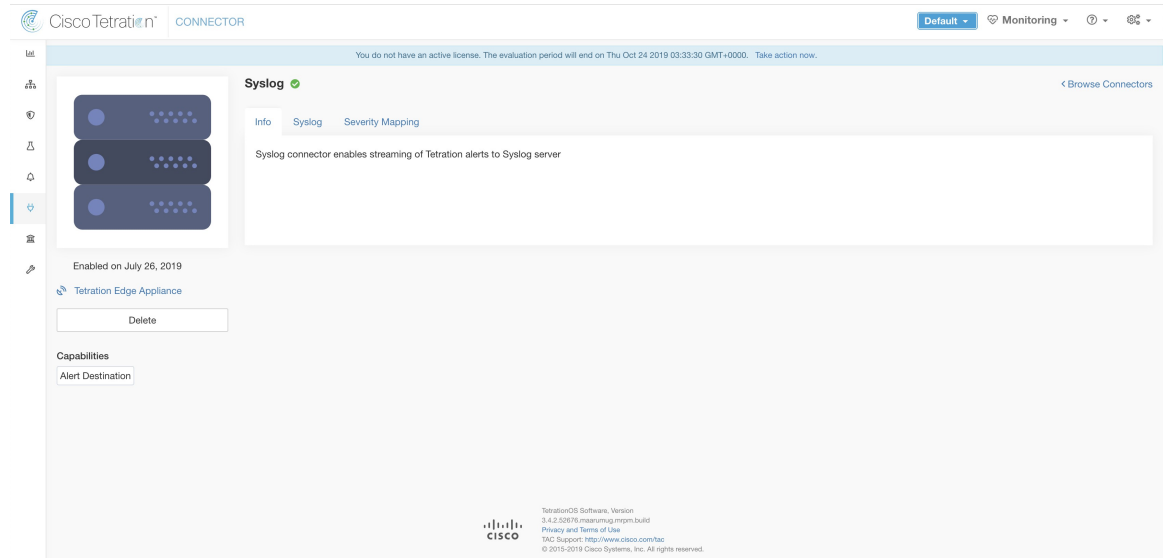 Cisco Tetration™ CONNECTOR
Default Monitoring
You do not have an active license. The evaluation period will end on Thu Oct 24 2019 03:33:30 GMT+0000. Take action now.
Syslog
Browse Connectors
Info Syslog Severity Mapping
Syslog connector enables streaming of Tetration alerts to Syslog server
Enabled on July 26, 2019
Tetration Edge Appliance
Delete
Capabilities
Alert Destination
CISCO
TetrationOS Software, Version
3.4.2.52676.maarumug.mrpm.build
Privacy and Terms of Use
TAC Support: http://www.cisco.com/tac
© 2015-2019 Cisco Systems, Inc. All rights reserved.